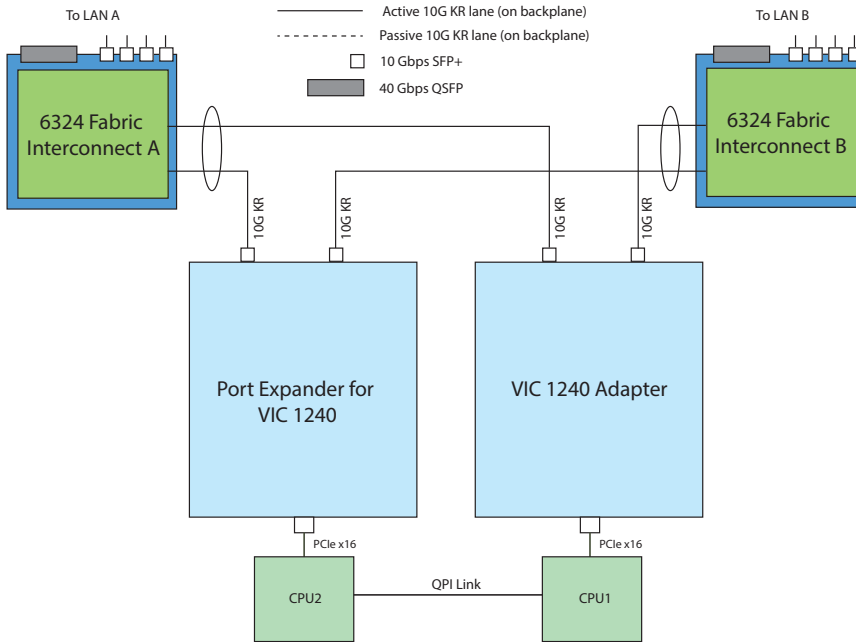 To LAN A
Active 10G KR lane (on backplane)
To LAN B
Passive 10G KR lane (on backplane)
10 Gbps SFP+
40 Gbps QSFP
6324 Fabric
Interconnect A
6324 Fabric
Interconnect B
10G KR
10G KR
10G KR
10G KR
Port Expander for
VIC 1240
VIC 1240 Adapter
PCIe x16
PCIe x16
QPI Link
CPU2
CPU1